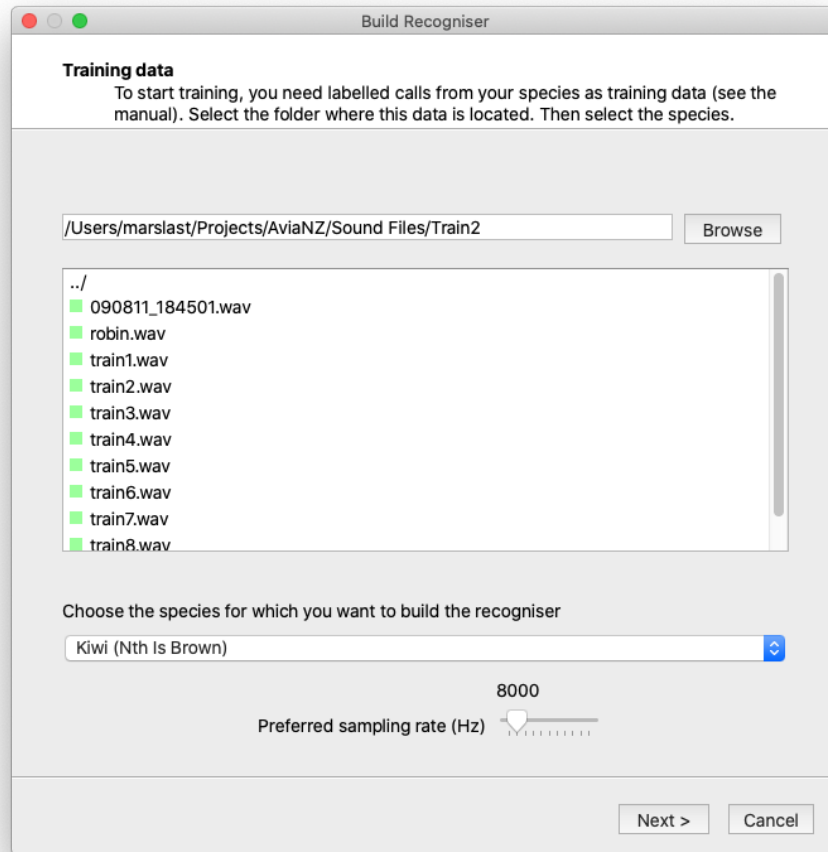 Build Recogniser
Training data
To start training, you need labelled calls from your species as training data (see the
manual). Select the folder where this data is located. Then select the species.
/Users/marslast/Projects/AviaNZ/Sound Files/Train2
Browse
../
090811_184501.wav
robin.wav
train1.wav
train2.wav
train3.wav
train4.wav
train5.wav
train6.wav
train7.wav
train8.wav
Choose the species for which you want to build the recogniser
Kiwi (Nth Is Brown)
8000
Preferred sampling rate (Hz)
Next >
Cancel